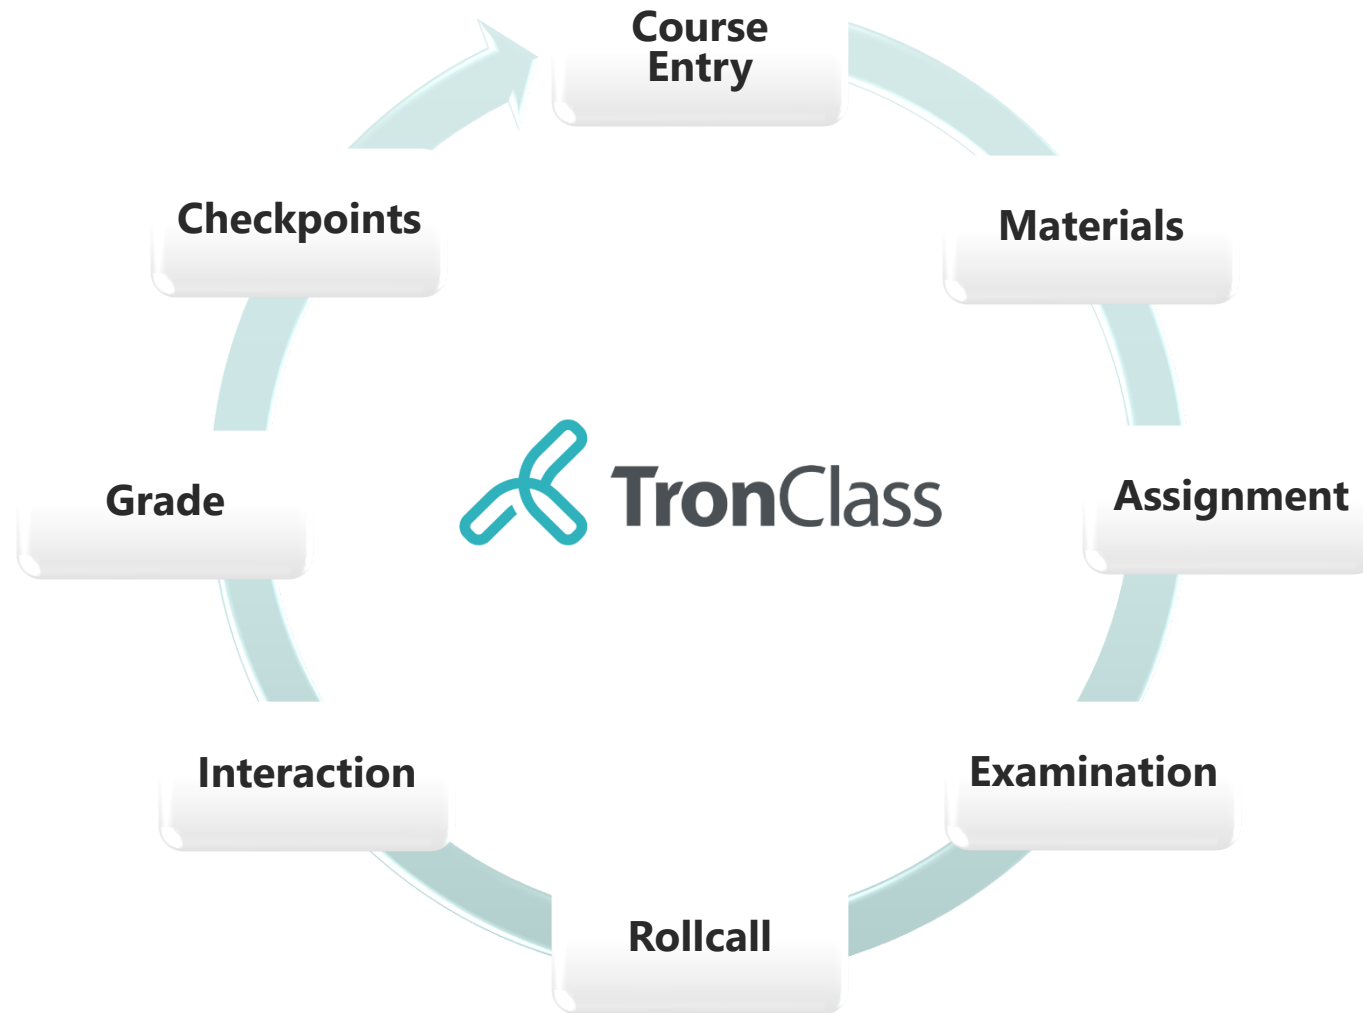 Course
Entry
Materials
Assignment
Examination
Rollcall
Interaction
Grade
Checkpoints
TronClass